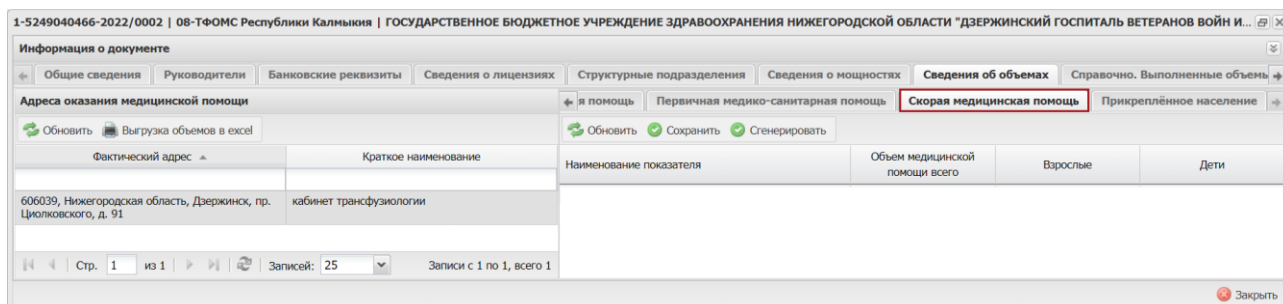 1-5249040466-2022/0002 | 08-ТФОМС Республики Калмыкия | ГОСУДАРСТВЕННОЕ БЮДЖЕТНОЕ УЧРЕЖДЕНИЕ ЗДРАВООХРАНЕНИЯ НИЖЕГОРОДСКОЙ ОБЛАСТИ "ДЗЕРЖИНСКИЙ ГОСПИТАЛЬ ВЕТЕРАНОВ ВОЙН И...
Информация о документе
Общие сведения Руководители Банковские реквизиты Сведения о лицензиях Структурные подразделения Сведения о мощностях Сведения об объемах Справочно. Выполненные объемы
Адреса оказания медицинской помощи
я помощь Первичная медико-санитарная помощь Скорая медицинская помощь Прикреплённое население
Обновить Выгрузка объемов в excel
Обновить Сохранить Сгенерировать
Фактический адрес Краткое наименование
Наименование показателя Объем медицинской Взрослые Дети
помощи всего
606039, Нижегородская область, Дзержинск, пр. кабинет трансфузиологии
Циолковского, д. 91
Стр. 1 из 1 Записей: 25 Записи с 1 по 1, всего 1
Закрыть